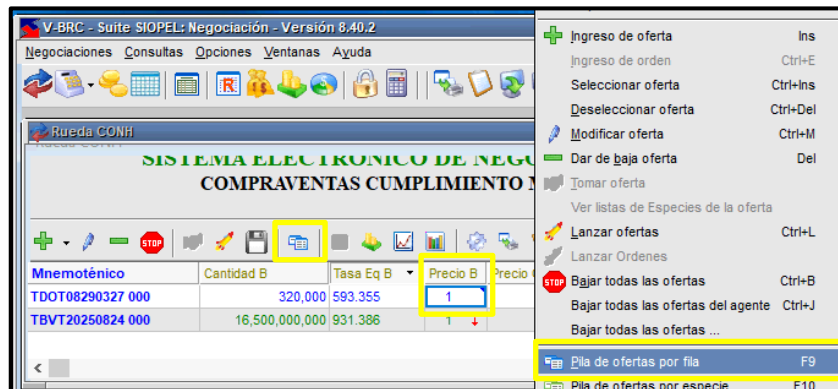 V-BRC - Suite SIOPEL: Negociación - Versión 8.40.2
Negociaciones Consultas Opciones Ventanas Ayuda
Rueda CONH
SISTEMA ELECTRONICO DE NEGO
COMPRAVENTAS CUMPLIMIENTO
Mnemoténico Cantidad B Tasa Eq B Precio B Precio
TDOT08290327 000 320,000 593.355 1
TBVT20250824 000 16,500,000,000 931.386 1
Ingreso de oferta Ins
Ingreso de orden Ctrl+E
Seleccionar oferta Ctrl+Ins
Deseleccionar oferta Ctrl+Del
Modificar oferta Ctrl+M
Dar de baja oferta Del
Tomar oferta
Ver listas de Especies de la oferta
Lanzar ofertas Ctrl+L
Lanzar Ordenes
STOP Bajar todas las ofertas Ctrl+B
Bajar todas las ofertas del agente Ctrl+J
Bajar todas las ofertas ...
Pila de ofertas por fila F9
Pila de ofertas por especie F10